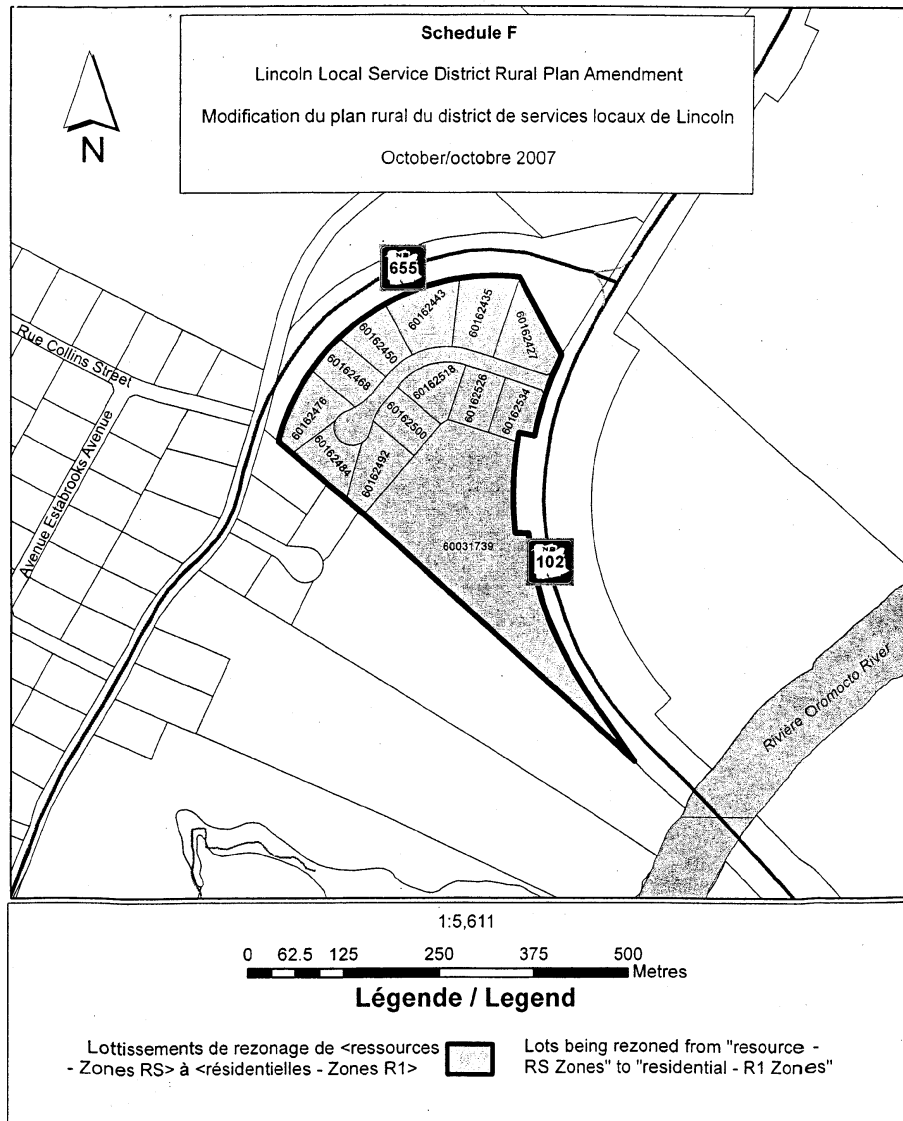 Schedule F
Lincoln Local Service District Rural Plan Amendment
Modification du plan rural du district de services locaux de Lincoln
October/octobre 2007
N
NB
655
60162443
60162435
60162427
60162450
60162468
60162518
60162526
60162534
60162476
60162500
60162484
60162492
Rue Collins Street
Avenue Estabrooks Avenue
60031739
NB
102
Rivière Oromocto River
1:5,611
0 62.5 125 250 375 500
Metres
Légende / Legend
Lottissements de rezonage de <ressources
- Zones RS> à <résidentielles - Zones R1>
Lots being rezoned from "resource -
RS Zones" to "residential - R1 Zones"